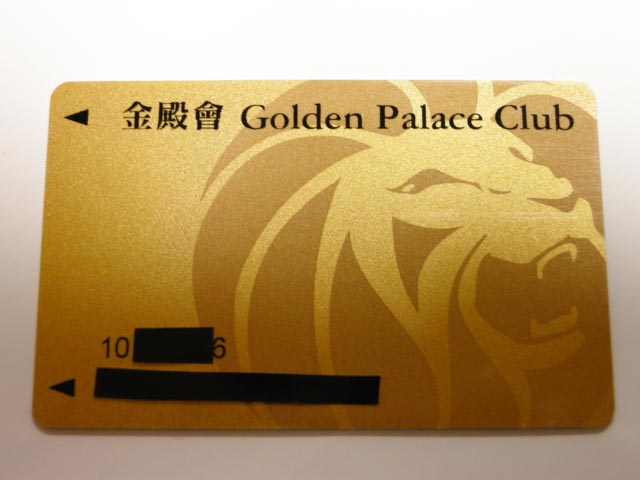 金殿會 Golden Palace Club
10 6